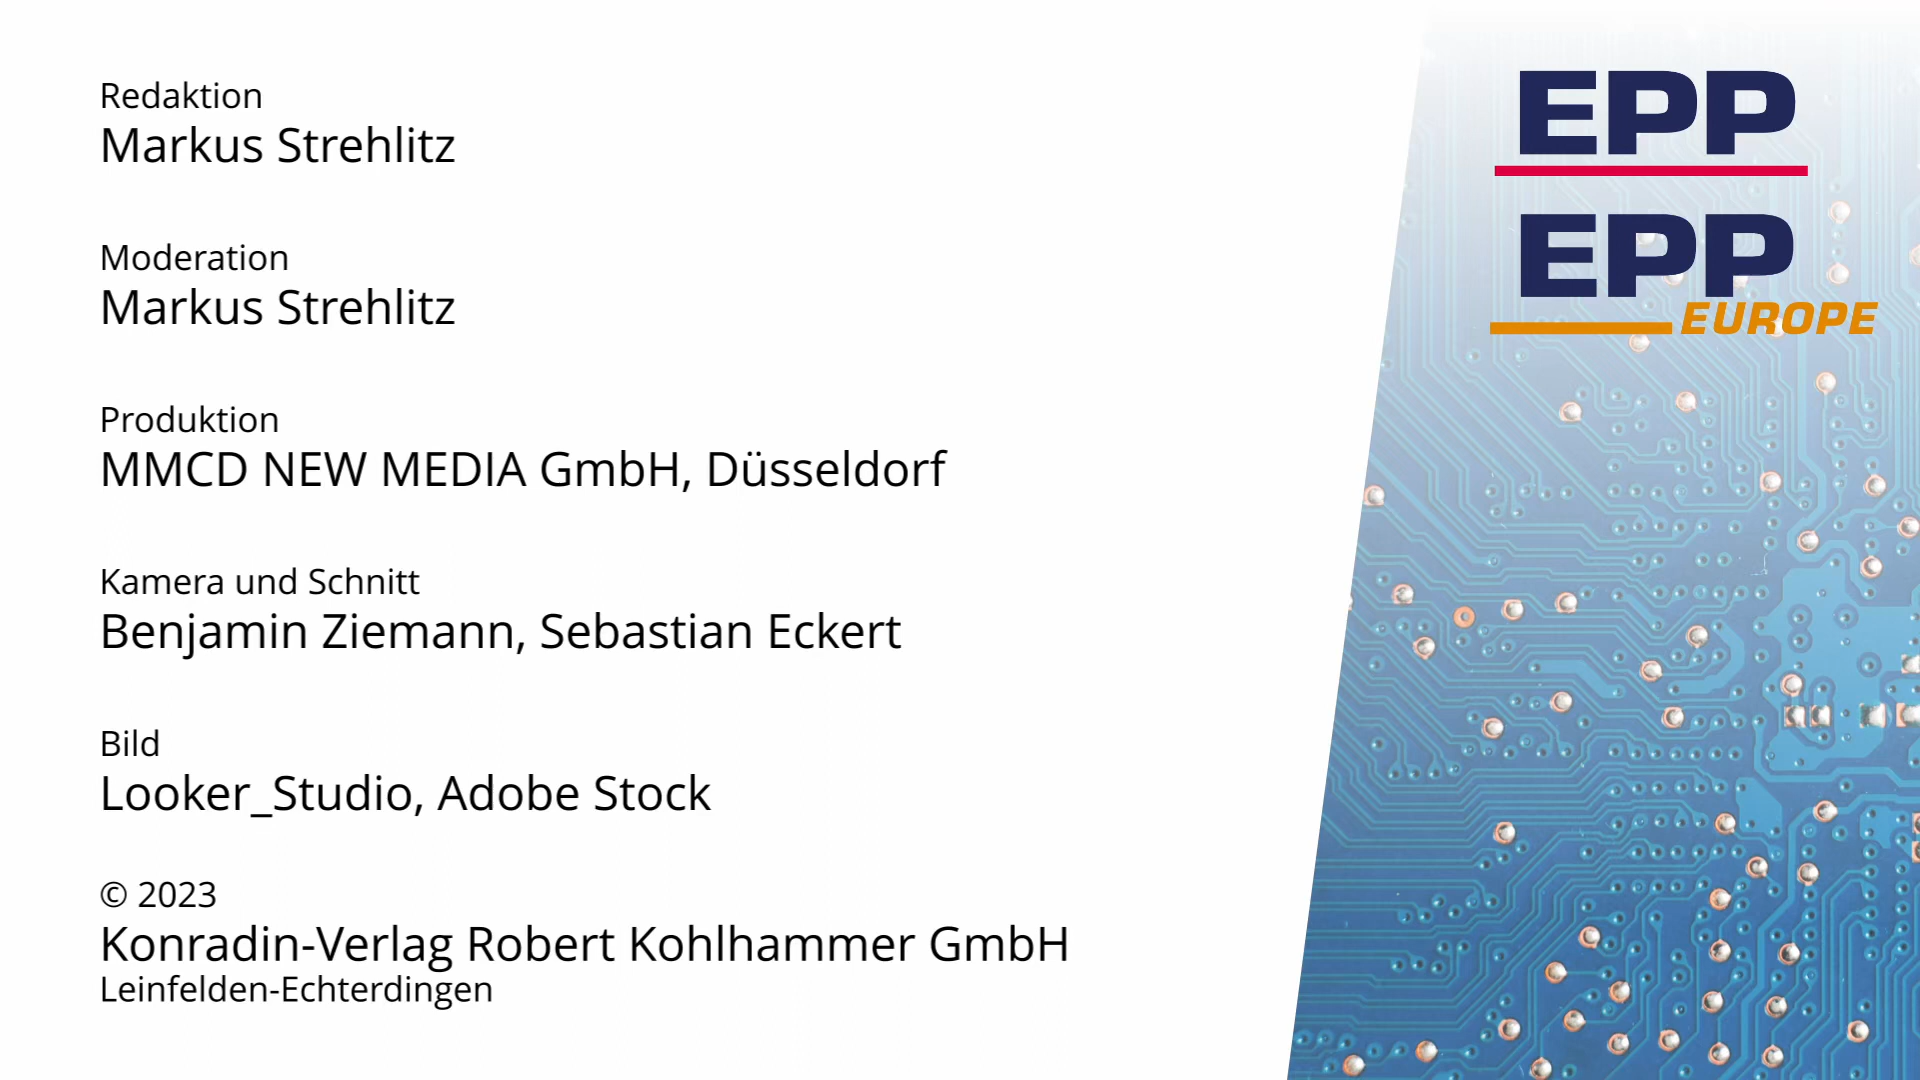 Redaktion
Markus Strehlitz
Moderation
Markus Strehlitz
Produktion
MMCD NEW MEDIA GmbH, Düsseldorf
Kamera und Schnitt
Benjamin Ziemann, Sebastian Eckert
Bild
Looker_Studio, Adobe Stock
© 2023
Konradin-Verlag Robert Kohlhammer GmbH
Leinfelden-Echterdingen
EPP
EPP
EUROPE